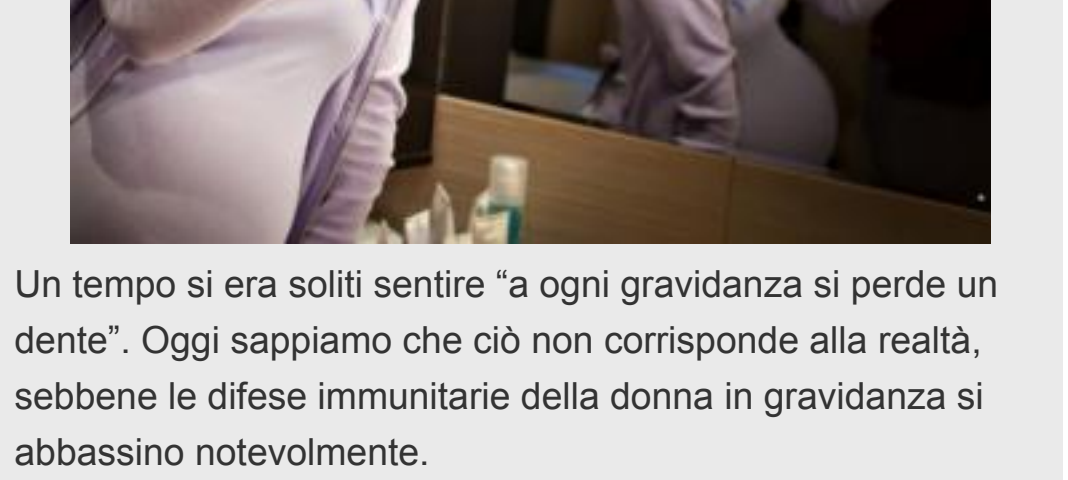 Un tempo si era soliti sentire “a ogni gravidanza si perde un
dente”. Oggi sappiamo che ciò non corrisponde alla realtà,
sebbene le difese immunitarie della donna in gravidanza si
abbassino notevolmente.